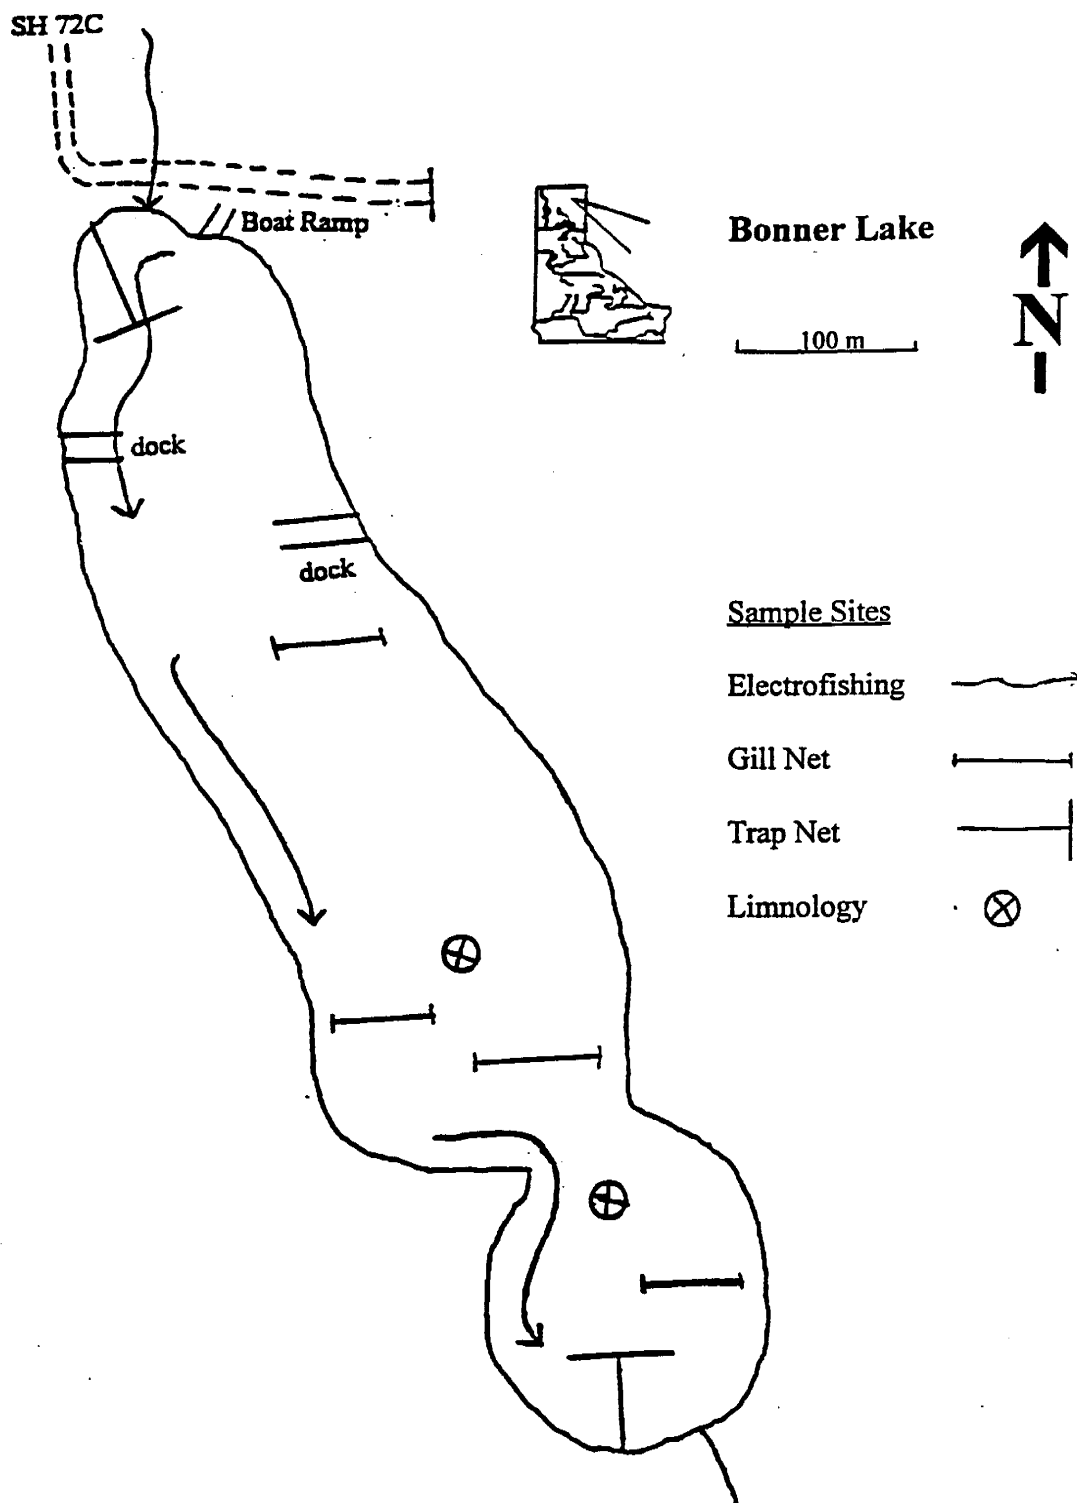 SH 72C
Boat Ramp
Bonner Lake
100 m
N
dock
dock
Sample Sites
Electrofishing
Gill Net
Trap Net
Limnology